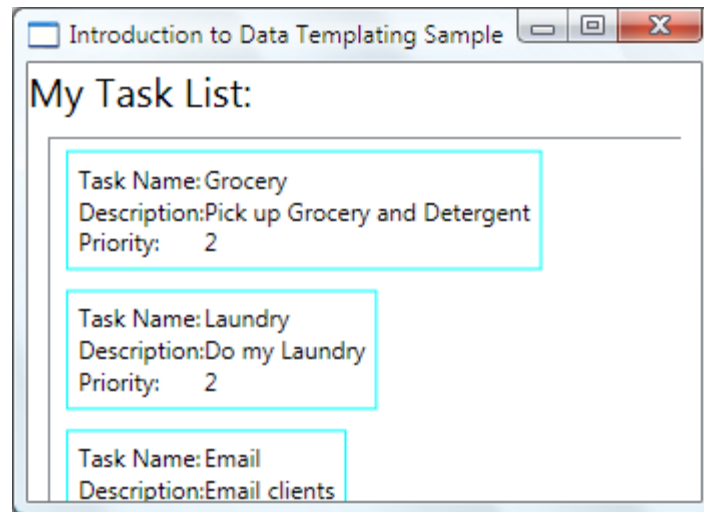 Introduction to Data Templating Sample
My Task List:
Task Name: Grocery
Description:Pick up Grocery and Detergent
Priority: 2
Task Name: Laundry
Description:Do my Laundry
Priority: 2
Task Name: Email
Description:Email clients